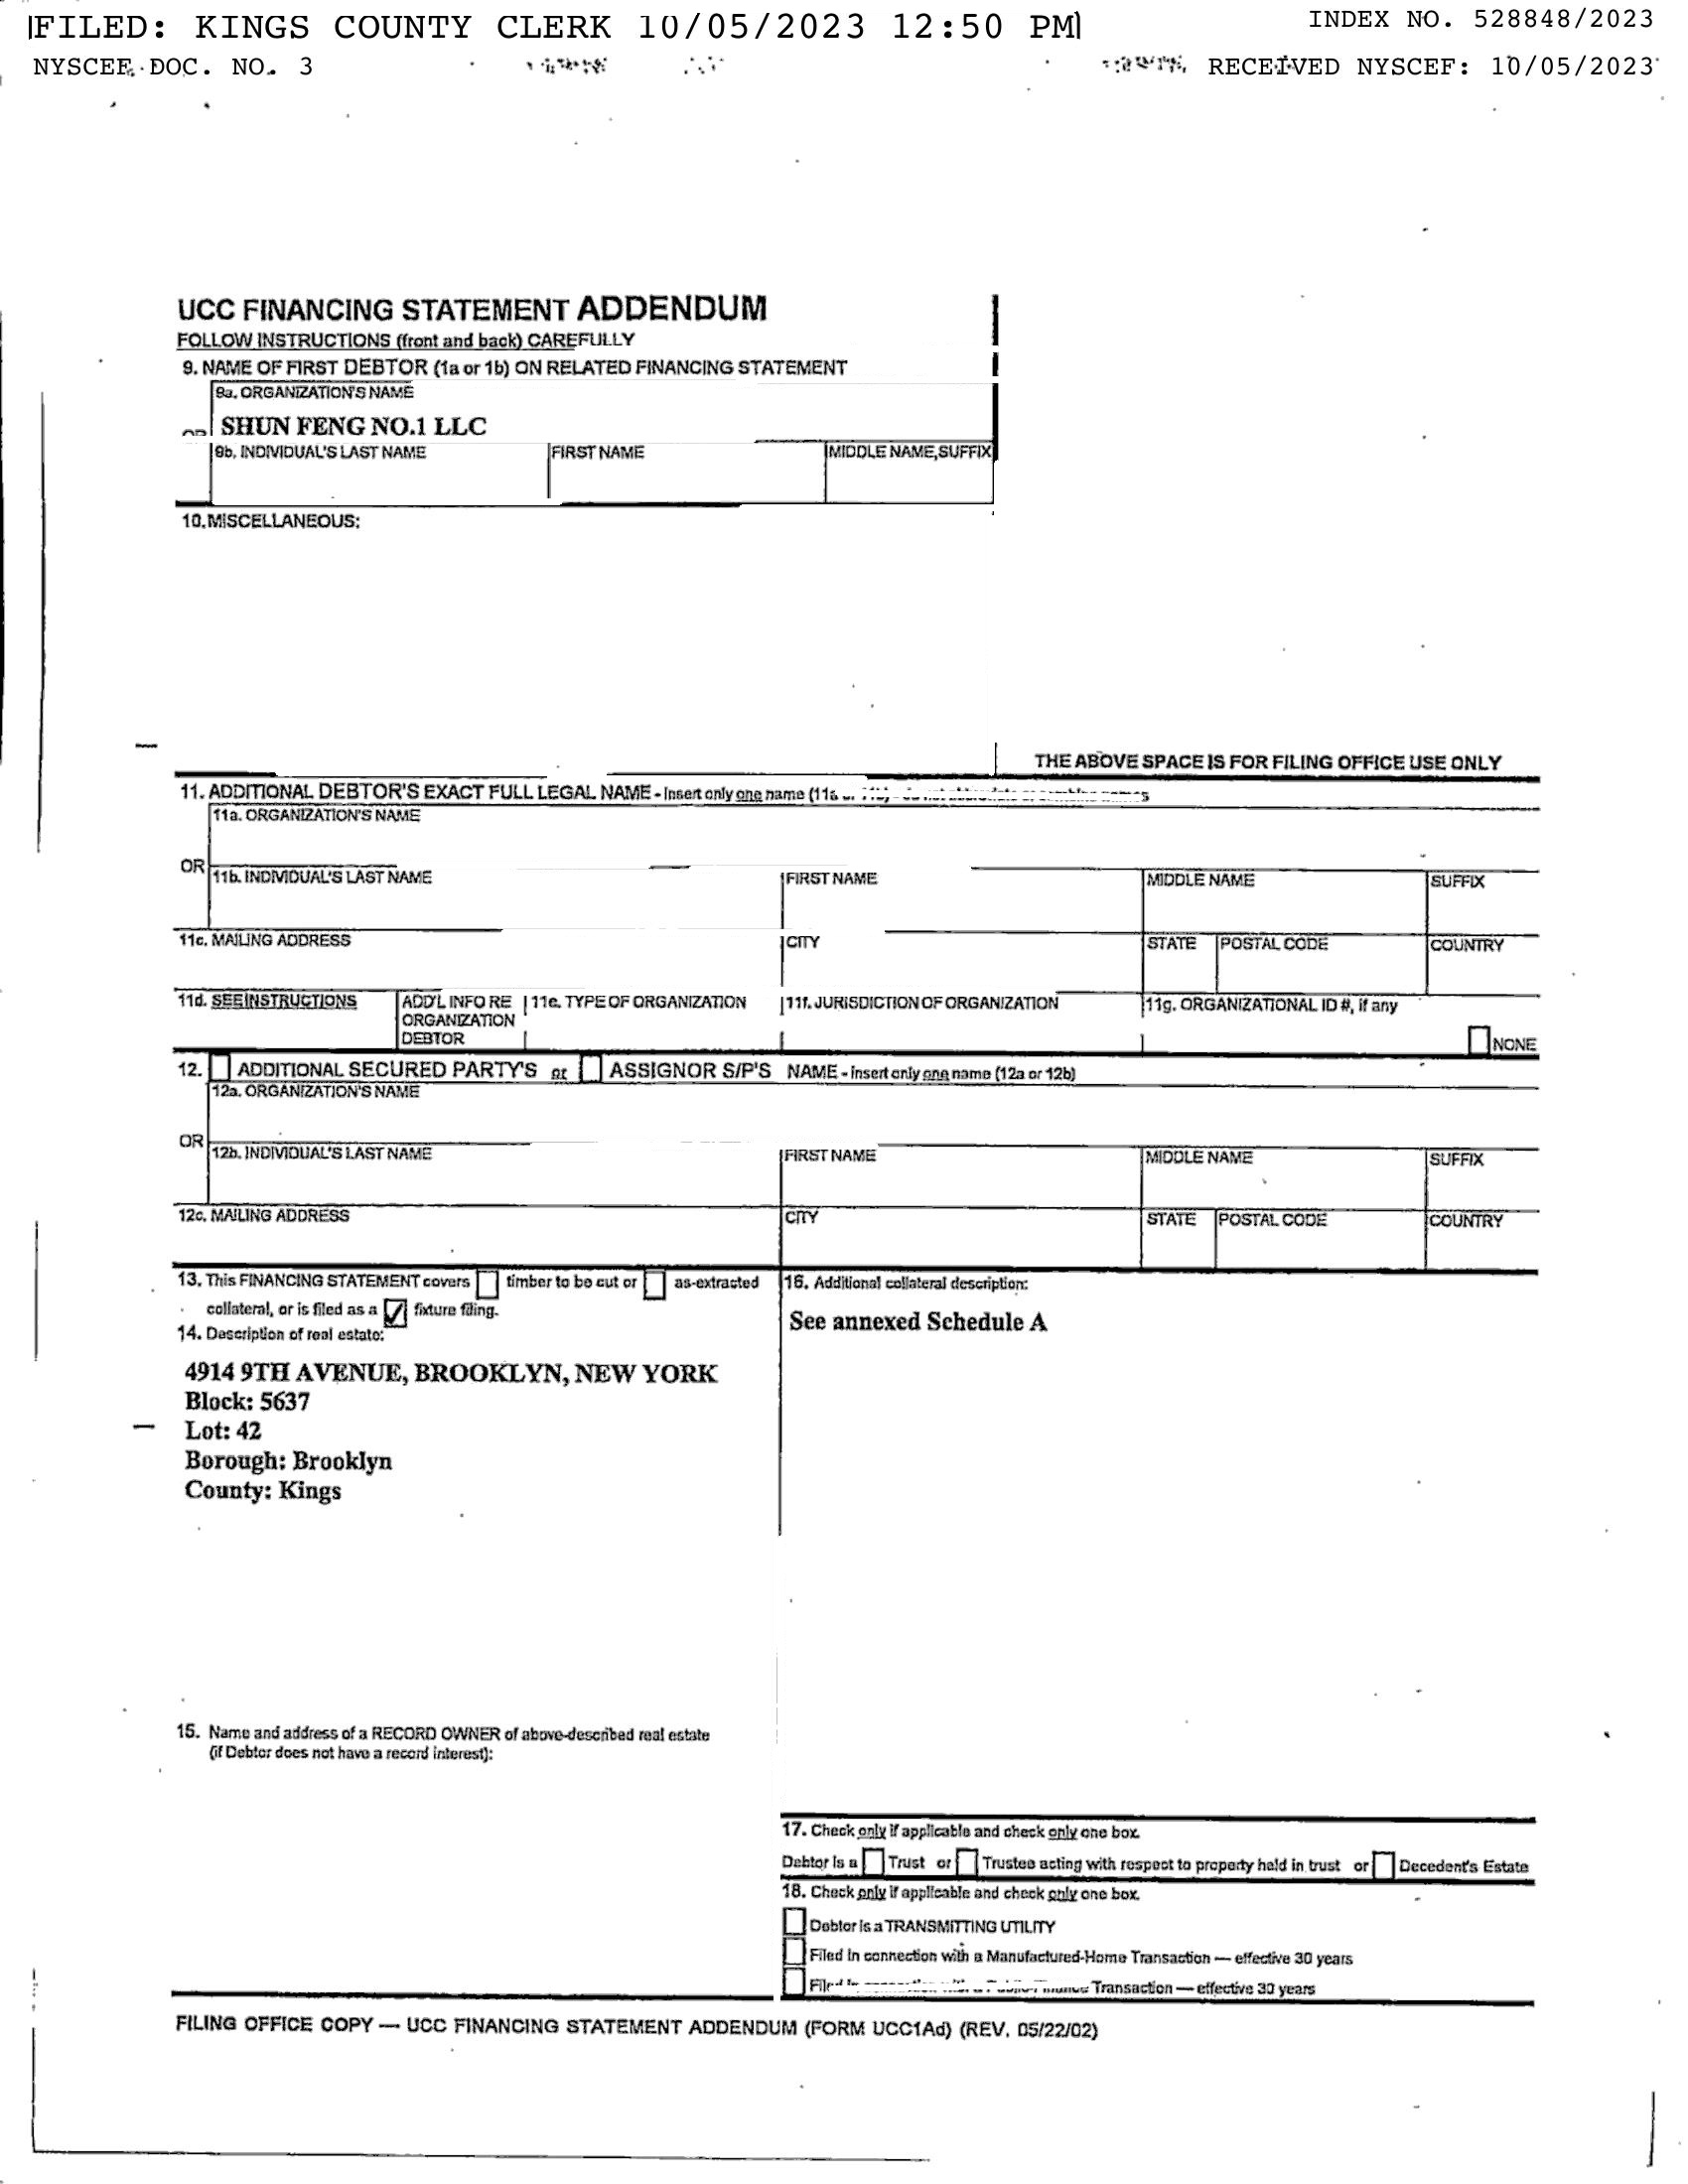 FILED: KINGS COUNTY CLERK 10/05/2023 12:50 PM
INDEX NO. 528848/2023
NYSCEF DOC. NO. 3
RECEIVED NYSCEF: 10/05/2023
UCC FINANCING STATEMENT ADDENDUM
FOLLOW INSTRUCTIONS (front and back) CAREFULLY
9. NAME OF FIRST DEBTOR (1a or 1b) ON RELATED FINANCING STATEMENT
9a. ORGANIZATION'S NAME
OR SHUN FENG NO.1 LLC
9b. INDIVIDUAL'S LAST NAME FIRST NAME MIDDLE NAME,SUFFIX
10.MISCELLANEOUS:
THE ABOVE SPACE IS FOR FILING OFFICE USE ONLY
11. ADDITIONAL DEBTOR'S EXACT FULL LEGAL NAME - Insert only one name (11a
11a. ORGANIZATION'S NAME
OR
11b. INDIVIDUAL'S LAST NAME FIRST NAME MIDDLE NAME SUFFIX
11c. MAILING ADDRESS CITY STATE POSTAL CODE COUNTRY
11d. SEE INSTRUCTIONS ADD'L INFO RE 11e. TYPE OF ORGANIZATION 11f. JURISDICTION OF ORGANIZATION 11g. ORGANIZATIONAL ID #, if any
ORGANIZATION
DEBTOR NONE
12. ADDITIONAL SECURED PARTY'S or ASSIGNOR S/P'S NAME - insert only one name (12a or 12b)
12a. ORGANIZATION'S NAME
OR
12b. INDIVIDUAL'S LAST NAME FIRST NAME MIDDLE NAME SUFFIX
12c. MAILING ADDRESS CITY STATE POSTAL CODE COUNTRY
13. This FINANCING STATEMENT covers timber to be cut or as-extracted
collateral, or is filed as a ✓ fixture filing.
14. Description of real estate:
4914 9TH AVENUE, BROOKLYN, NEW YORK
Block: 5637
Lot: 42
Borough: Brooklyn
County: Kings
15. Name and address of a RECORD OWNER of above-described real estate
(if Debtor does not have a record interest):
16. Additional collateral description:
See annexed Schedule A
17. Check only if applicable and check only one box.
Debtor is a Trust or Trustee acting with respect to property held in trust or Decedent's Estate
18. Check only if applicable and check only one box.
Debtor is a TRANSMITTING UTILITY
Filed in connection with a Manufactured-Home Transaction — effective 30 years
Transaction — effective 30 years
FILING OFFICE COPY — UCC FINANCING STATEMENT ADDENDUM (FORM UCC1Ad) (REV. 05/22/02)